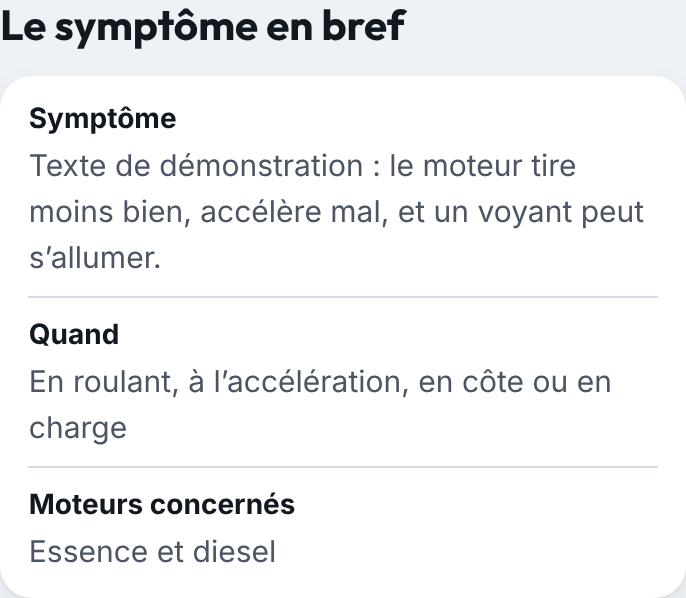 Le symptôme en bref
Symptôme
Texte de démonstration : le moteur tire
moins bien, accélère mal, et un voyant peut
s’allumer.
Quand
En roulant, à l’accélération, en côte ou en
charge
Moteurs concernés
Essence et diesel